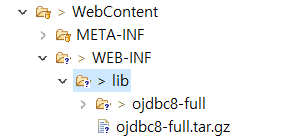 > WebContent
META-INF
> WEB-INF
> lib
> ojdbc8-full
ojdbc8-full.tar.gz